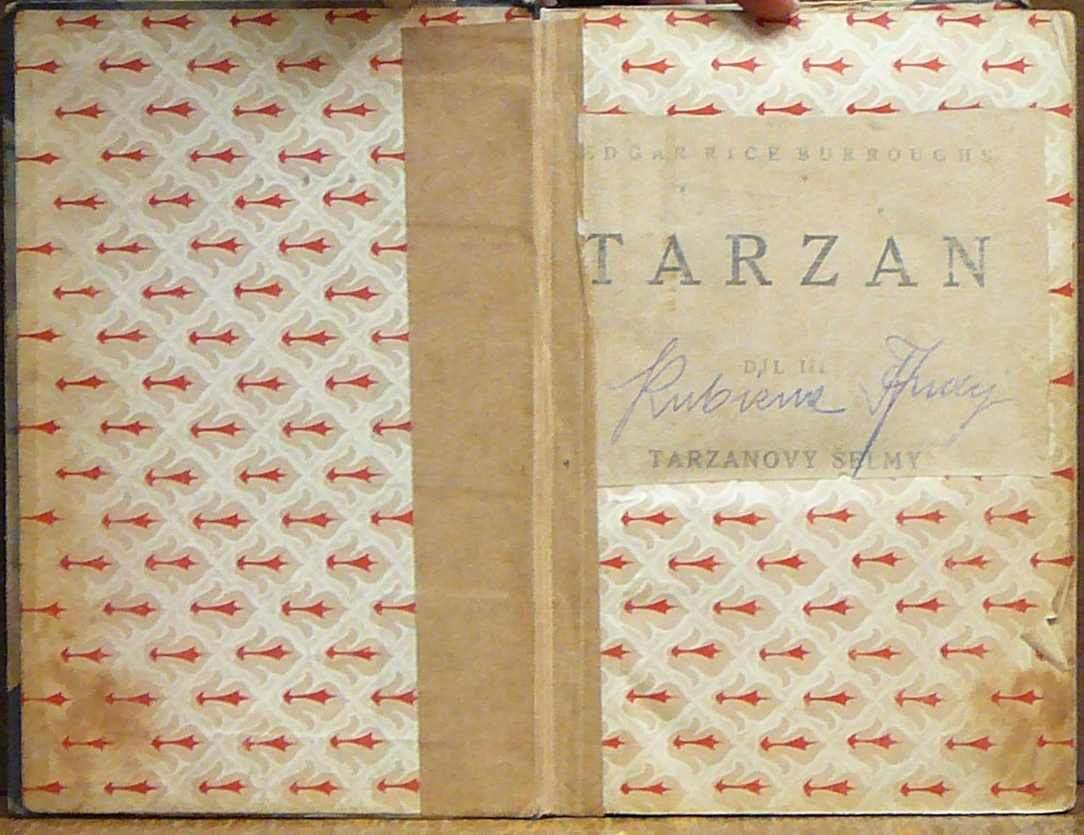 EDGAR RICE BURROUGHS
TARZAN
DÍL III.
TARZANOVY ŠELMY